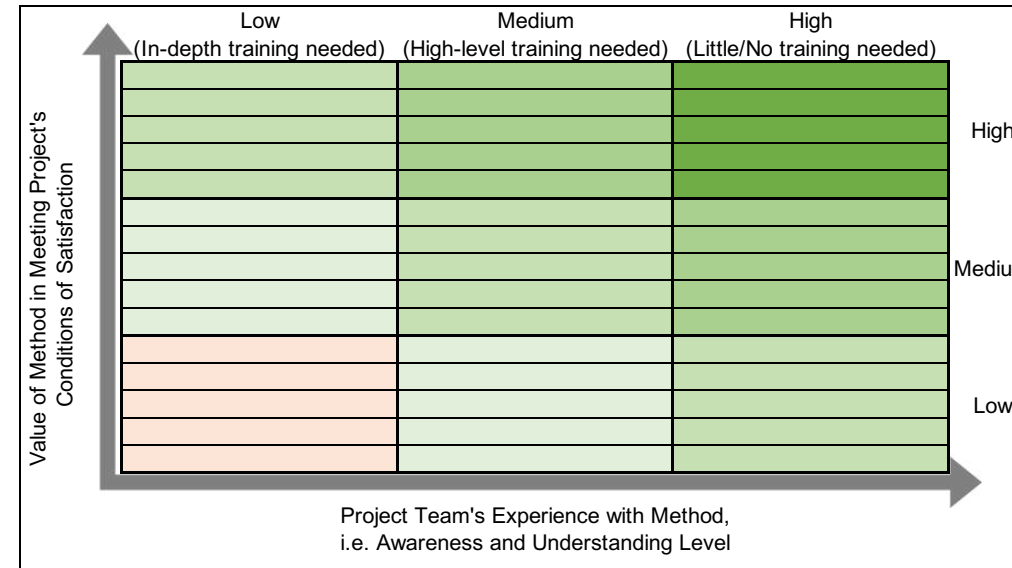 Low
(In-depth training needed)
Medium
(High-level training needed)
High
(Little/No training needed)
Value of Method in Meeting Project's
Conditions of Satisfaction
High
Mediu
Low
Project Team's Experience with Method,
i.e. Awareness and Understanding Level